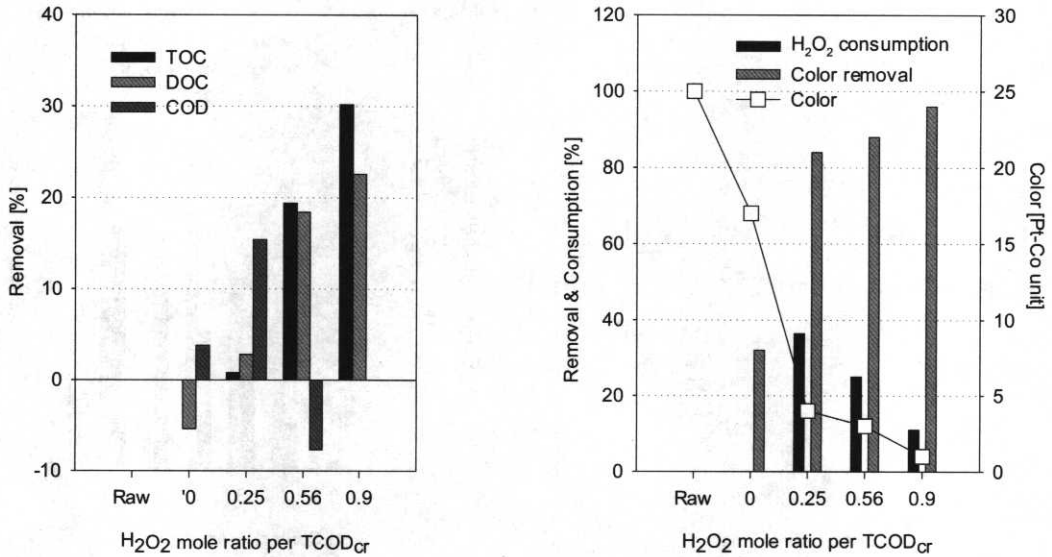 40
30
20
10
0
-10
Removal [%]
TOC
DOC
COD
Raw '0 0.25 0.56 0.9
H2O2 mole ratio per TCODcr
120
100
80
60
40
20
0
Removal & Consumption [%]
H2O2 consumption
Color removal
Color
30
25
20
15
10
5
0
Color [Pt-Co unit]
Raw 0 0.25 0.56 0.9
H2O2 mole ratio per TCODcr